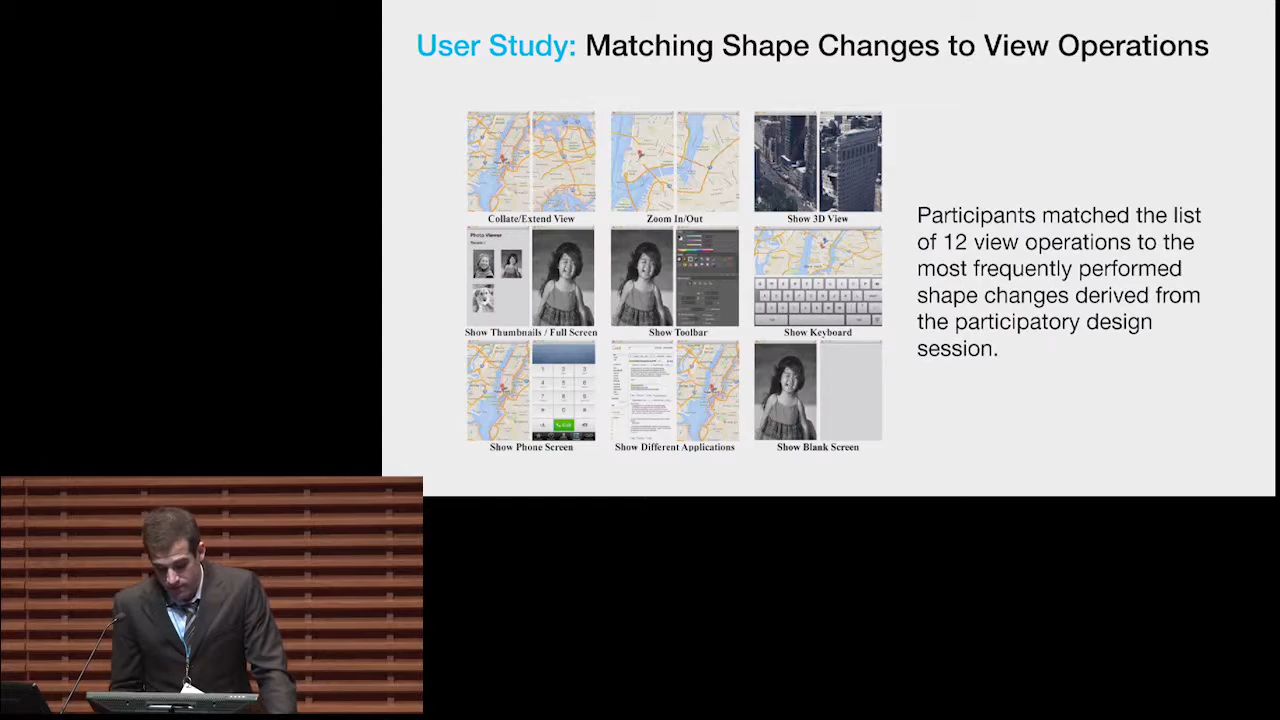 User Study: Matching Shape Changes to View Operations
Collate/Extend View
Zoom In/Out
Show 3D View
Photo Viewer
Show Thumbnails / Full Screen
Show Toolbar
Show Keyboard
Show Phone Screen
Show Different Applications
Show Blank Screen
Participants matched the list
of 12 view operations to the
most frequently performed
shape changes derived from
the participatory design
session.